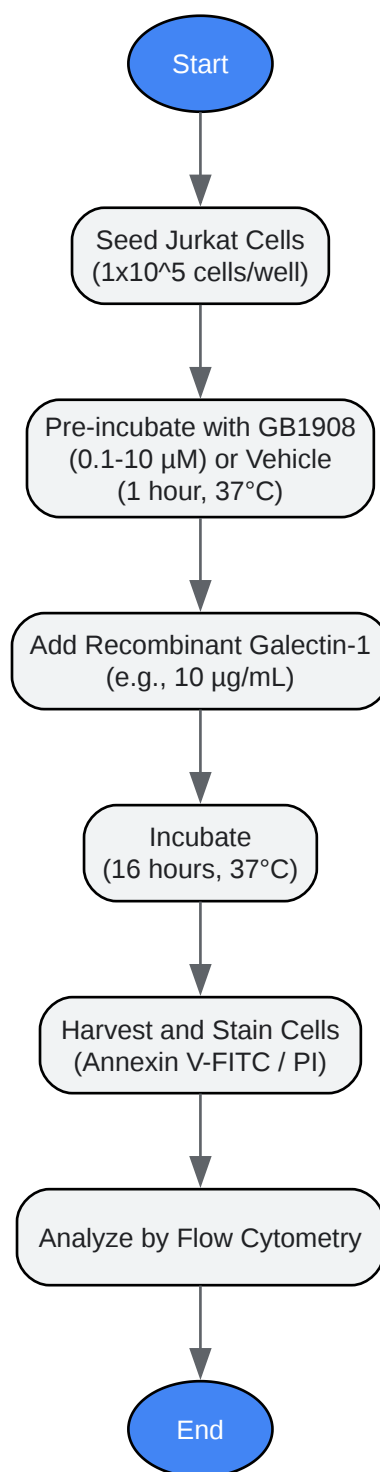 Start
Seed Jurkat Cells
(1x10^5 cells/well)
Pre-incubate with GB1908
(0.1-10 µM) or Vehicle
(1 hour, 37°C)
Add Recombinant Galectin-1
(e.g., 10 µg/mL)
Incubate
(16 hours, 37°C)
Harvest and Stain Cells
(Annexin V-FITC / PI)
Analyze by Flow Cytometry
End